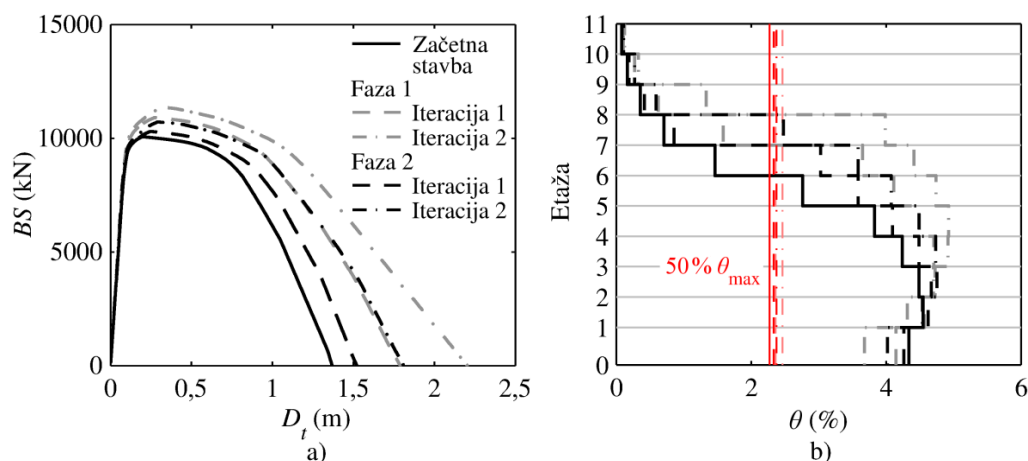 15000
10000
5000
0
BS (kN)
0
0,5
1
1,5
2
2,5
D_t (m)
a)
Začetna
stavba
Faza 1
Iteracija 1
Iteracija 2
Faza 2
Iteracija 1
Iteracija 2
11
10
9
8
7
6
5
4
3
2
1
0
Etaža
50% θ_max
0
2
4
6
θ (%)
b)